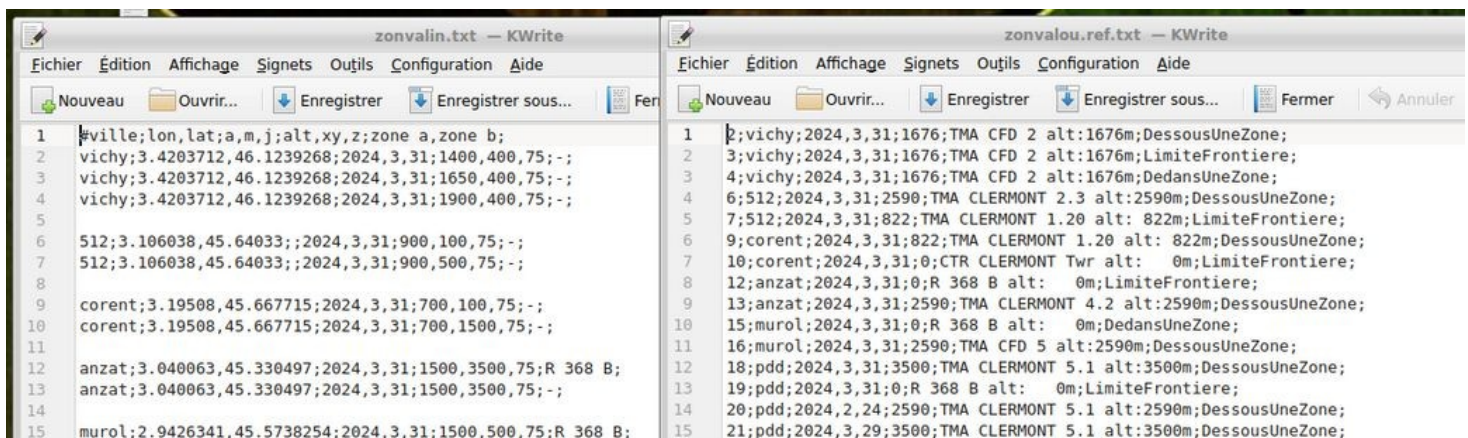 zonvalin.txt — KWrite
Fichier Édition Affichage Signets Outils Configuration Aide
Nouveau Ouvrir... Enregistrer Enregistrer sous... Fer
1 #ville;lon,lat;a,m,j;alt,xy,z;zone a,zone b;
2 vichy;3.4203712,46.1239268;2024,3,31;1400,400,75;-;
3 vichy;3.4203712,46.1239268;2024,3,31;1650,400,75;-;
4 vichy;3.4203712,46.1239268;2024,3,31;1900,400,75;-;
5
6 512;3.106038,45.64033;;2024,3,31;900,100,75;-;
7 512;3.106038,45.64033;;2024,3,31;900,500,75;-;
8
9 corent;3.19508,45.667715;2024,3,31;700,100,75;-;
10 corent;3.19508,45.667715;2024,3,31;700,1500,75;-;
11
12 anzat;3.040063,45.330497;2024,3,31;1500,3500,75;R 368 B;
13 anzat;3.040063,45.330497;2024,3,31;1500,3500,75;-;
14
15 murol;2.9426341,45.5738254;2024,3,31;1500,500,75;R 368 B;
zonvalou.ref.txt — KWrite
Fichier Édition Affichage Signets Outils Configuration Aide
Nouveau Ouvrir... Enregistrer Enregistrer sous... Fermer Annuler
1 2;vichy;2024,3,31;1676;TMA CFD 2 alt:1676m;DessousUneZone;
2 3;vichy;2024,3,31;1676;TMA CFD 2 alt:1676m;LimiteFrontiere;
3 4;vichy;2024,3,31;1676;TMA CFD 2 alt:1676m;DedansUneZone;
4 6;512;2024,3,31;2590;TMA CLERMONT 2.3 alt:2590m;DessousUneZone;
5 7;512;2024,3,31;822;TMA CLERMONT 1.20 alt: 822m;LimiteFrontiere;
6 9;corent;2024,3,31;822;TMA CLERMONT 1.20 alt: 822m;DessousUneZone;
7 10;corent;2024,3,31;0;CTR CLERMONT Twr alt:   0m;LimiteFrontiere;
8 12;anzat;2024,3,31;0;R 368 B alt:   0m;LimiteFrontiere;
9 13;anzat;2024,3,31;2590;TMA CLERMONT 4.2 alt:2590m;DessousUneZone;
10 15;murol;2024,3,31;0;R 368 B alt:   0m;DedansUneZone;
11 16;murol;2024,3,31;2590;TMA CFD 5 alt:2590m;DessousUneZone;
12 18;pdd;2024,3,31;3500;TMA CLERMONT 5.1 alt:3500m;DessousUneZone;
13 19;pdd;2024,3,31;0;R 368 B alt:   0m;LimiteFrontiere;
14 20;pdd;2024,2,24;2590;TMA CLERMONT 5.1 alt:2590m;DessousUneZone;
15 21;pdd;2024,3,29;3500;TMA CLERMONT 5.1 alt:3500m;DessousUneZone;